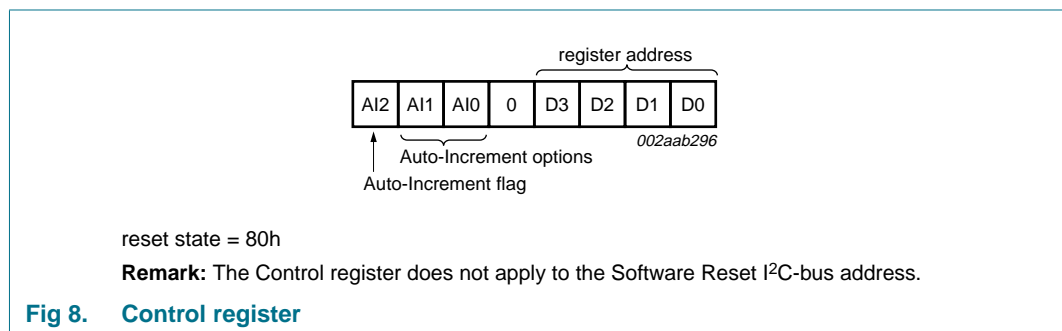 register address
AI2 AI1 AI0 0 D3 D2 D1 D0
002aab296
Auto-Increment options
Auto-Increment flag
reset state = 80h
Remark: The Control register does not apply to the Software Reset I²C-bus address.
Fig 8. Control register